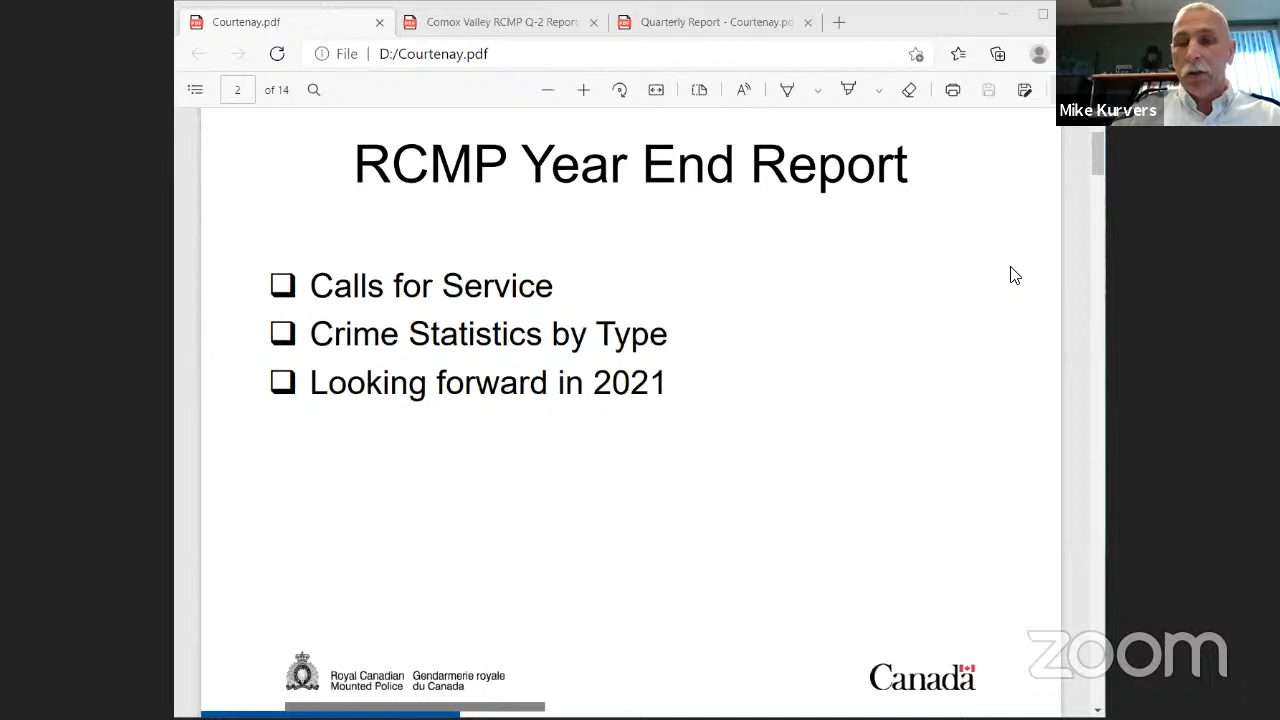 Courtenay.pdf
Comox Valley RCMP Q-2 Report
Quarterly Report - Courtenay.pd
File | D:/Courtenay.pdf
2 of 14
Mike Kurvers
RCMP Year End Report
❑ Calls for Service
❑ Crime Statistics by Type
❑ Looking forward in 2021
Royal Canadian Gendarmerie royale
Mounted Police du Canada
Canada
zoom